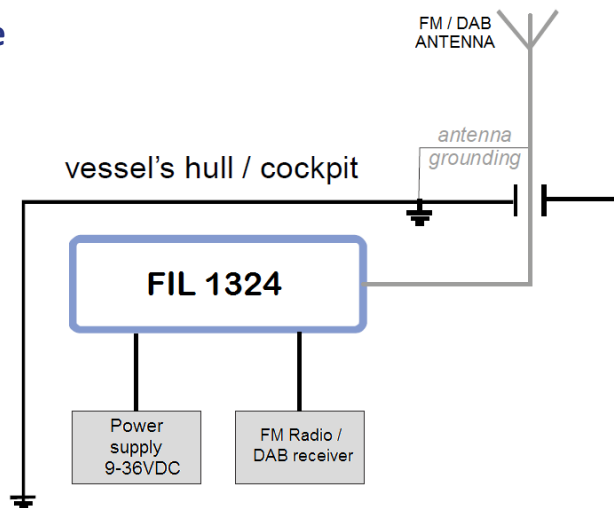 e
FM / DAB
ANTENNA
antenna
grounding
vessel's hull / cockpit
FIL 1324
Power
supply
9-36VDC
FM Radio /
DAB receiver